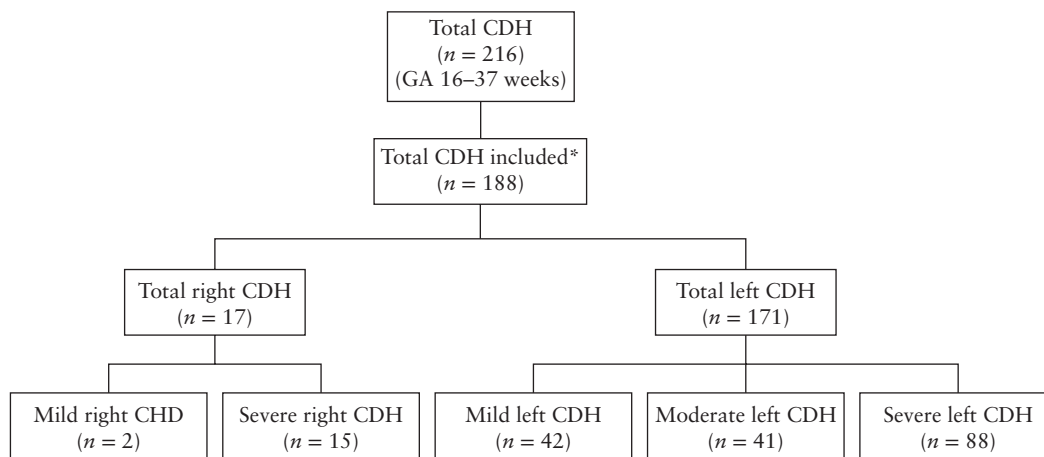 Total CDH
(n = 216)
(GA 16–37 weeks)
Total CDH included*
(n = 188)
Total right CDH
(n = 17)
Total left CDH
(n = 171)
Mild right CHD
(n = 2)
Severe right CDH
(n = 15)
Mild left CDH
(n = 42)
Moderate left CDH
(n = 41)
Severe left CDH
(n = 88)